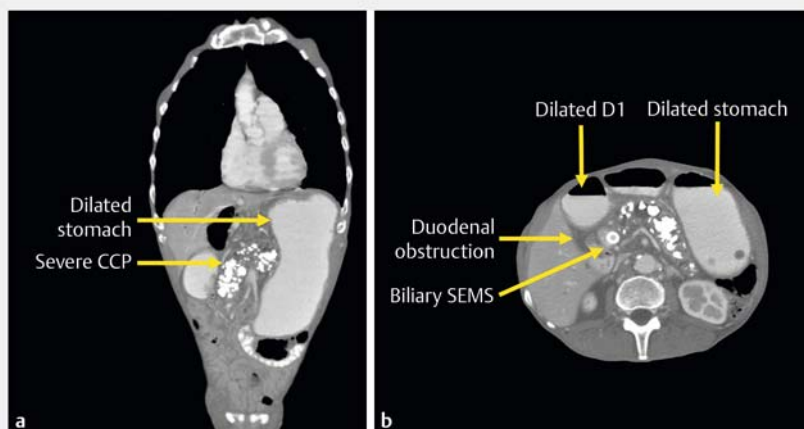 Dilated
stomach
Severe CCP
a
Dilated D1
Dilated stomach
Duodenal
obstruction
Biliary SEMS
b